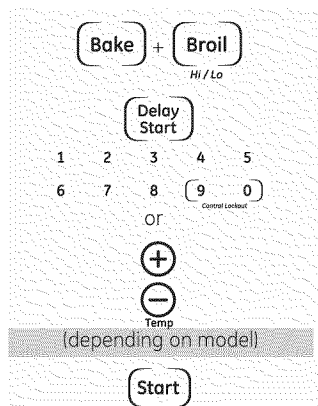 Bake + Broil
Hi / Lo
Delay
Start
1 2 3 4 5
6 7 8 9 0
Control Lockout
or
+
−
Temp
(depending on model)
Start